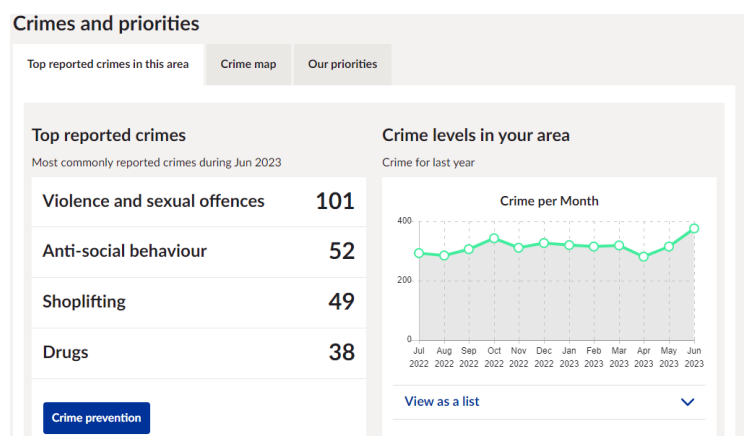 Crimes and priorities
Top reported crimes in this area
Crime map
Our priorities
Top reported crimes
Most commonly reported crimes during Jun 2023
Violence and sexual offences 101
Anti-social behaviour 52
Shoplifting 49
Drugs 38
Crime prevention
Crime levels in your area
Crime for last year
Crime per Month
400
200
0
Jul Aug Sep Oct Nov Dec Jan Feb Mar Apr May Jun
2022 2022 2022 2022 2022 2022 2023 2023 2023 2023 2023 2023
View as a list